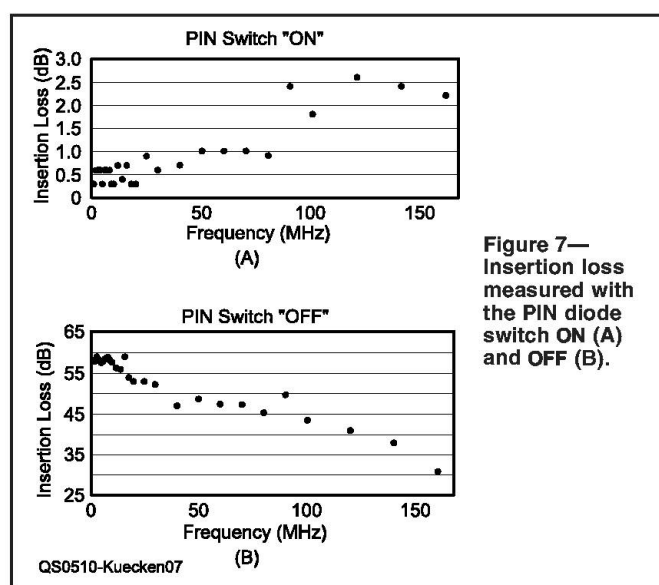 PIN Switch "ON"
Insertion Loss (dB)
3.0
2.5
2.0
1.5
1.0
0.5
0
50
100
150
Frequency (MHz)
(A)
PIN Switch "OFF"
Insertion Loss (dB)
65
55
45
35
25
0
50
100
150
Frequency (MHz)
(B)
QS0510-Kuecken07
Figure 7—
Insertion loss
measured with
the PIN diode
switch ON (A)
and OFF (B).